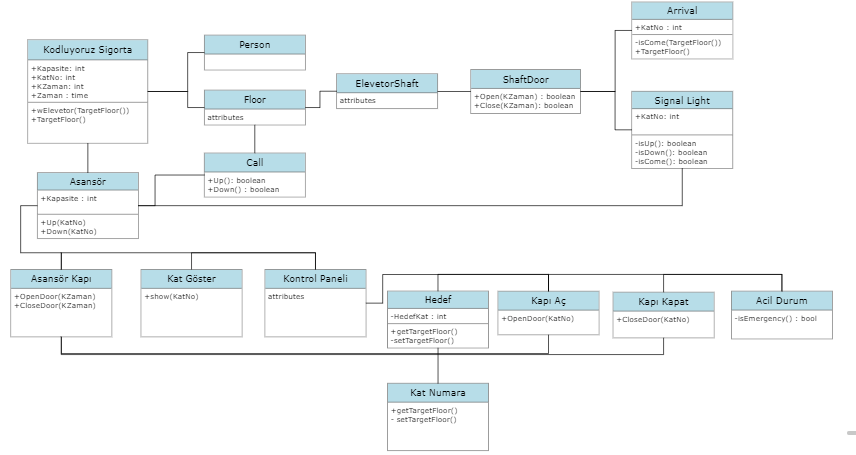 Kodluyoruz Sigorta
+Kapasite: int
+KatNo: int
+KZaman: int
+Zaman : time
+wElevetor(TargetFloor())
+TargetFloor()
Person
Floor
attributes
Call
+Up(): boolean
+Down() : boolean
ElevetorShaft
attributes
ShaftDoor
+Open(KZaman) : boolean
+Close(KZaman): boolean
Arrival
+KatNo : int
-isCome(TargetFloor())
+TargetFloor()
Signal Light
+KatNo: int
-isUp(): boolean
-isDown(): boolean
-isCome(): boolean
Asansör
+Kapasite : int
+Up(KatNo)
+Down(KatNo)
Asansör Kapı
+OpenDoor(KZaman)
+CloseDoor(KZaman)
Kat Göster
+show(KatNo)
Kontrol Paneli
attributes
Hedef
-HedefKat : int
+getTargetFloor()
-setTargetFloor()
Kapı Aç
+OpenDoor(KatNo)
Kapı Kapat
+CloseDoor(KatNo)
Acil Durum
-isEmergency() : bool
Kat Numara
+getTargetFloor()
- setTargetFloor()